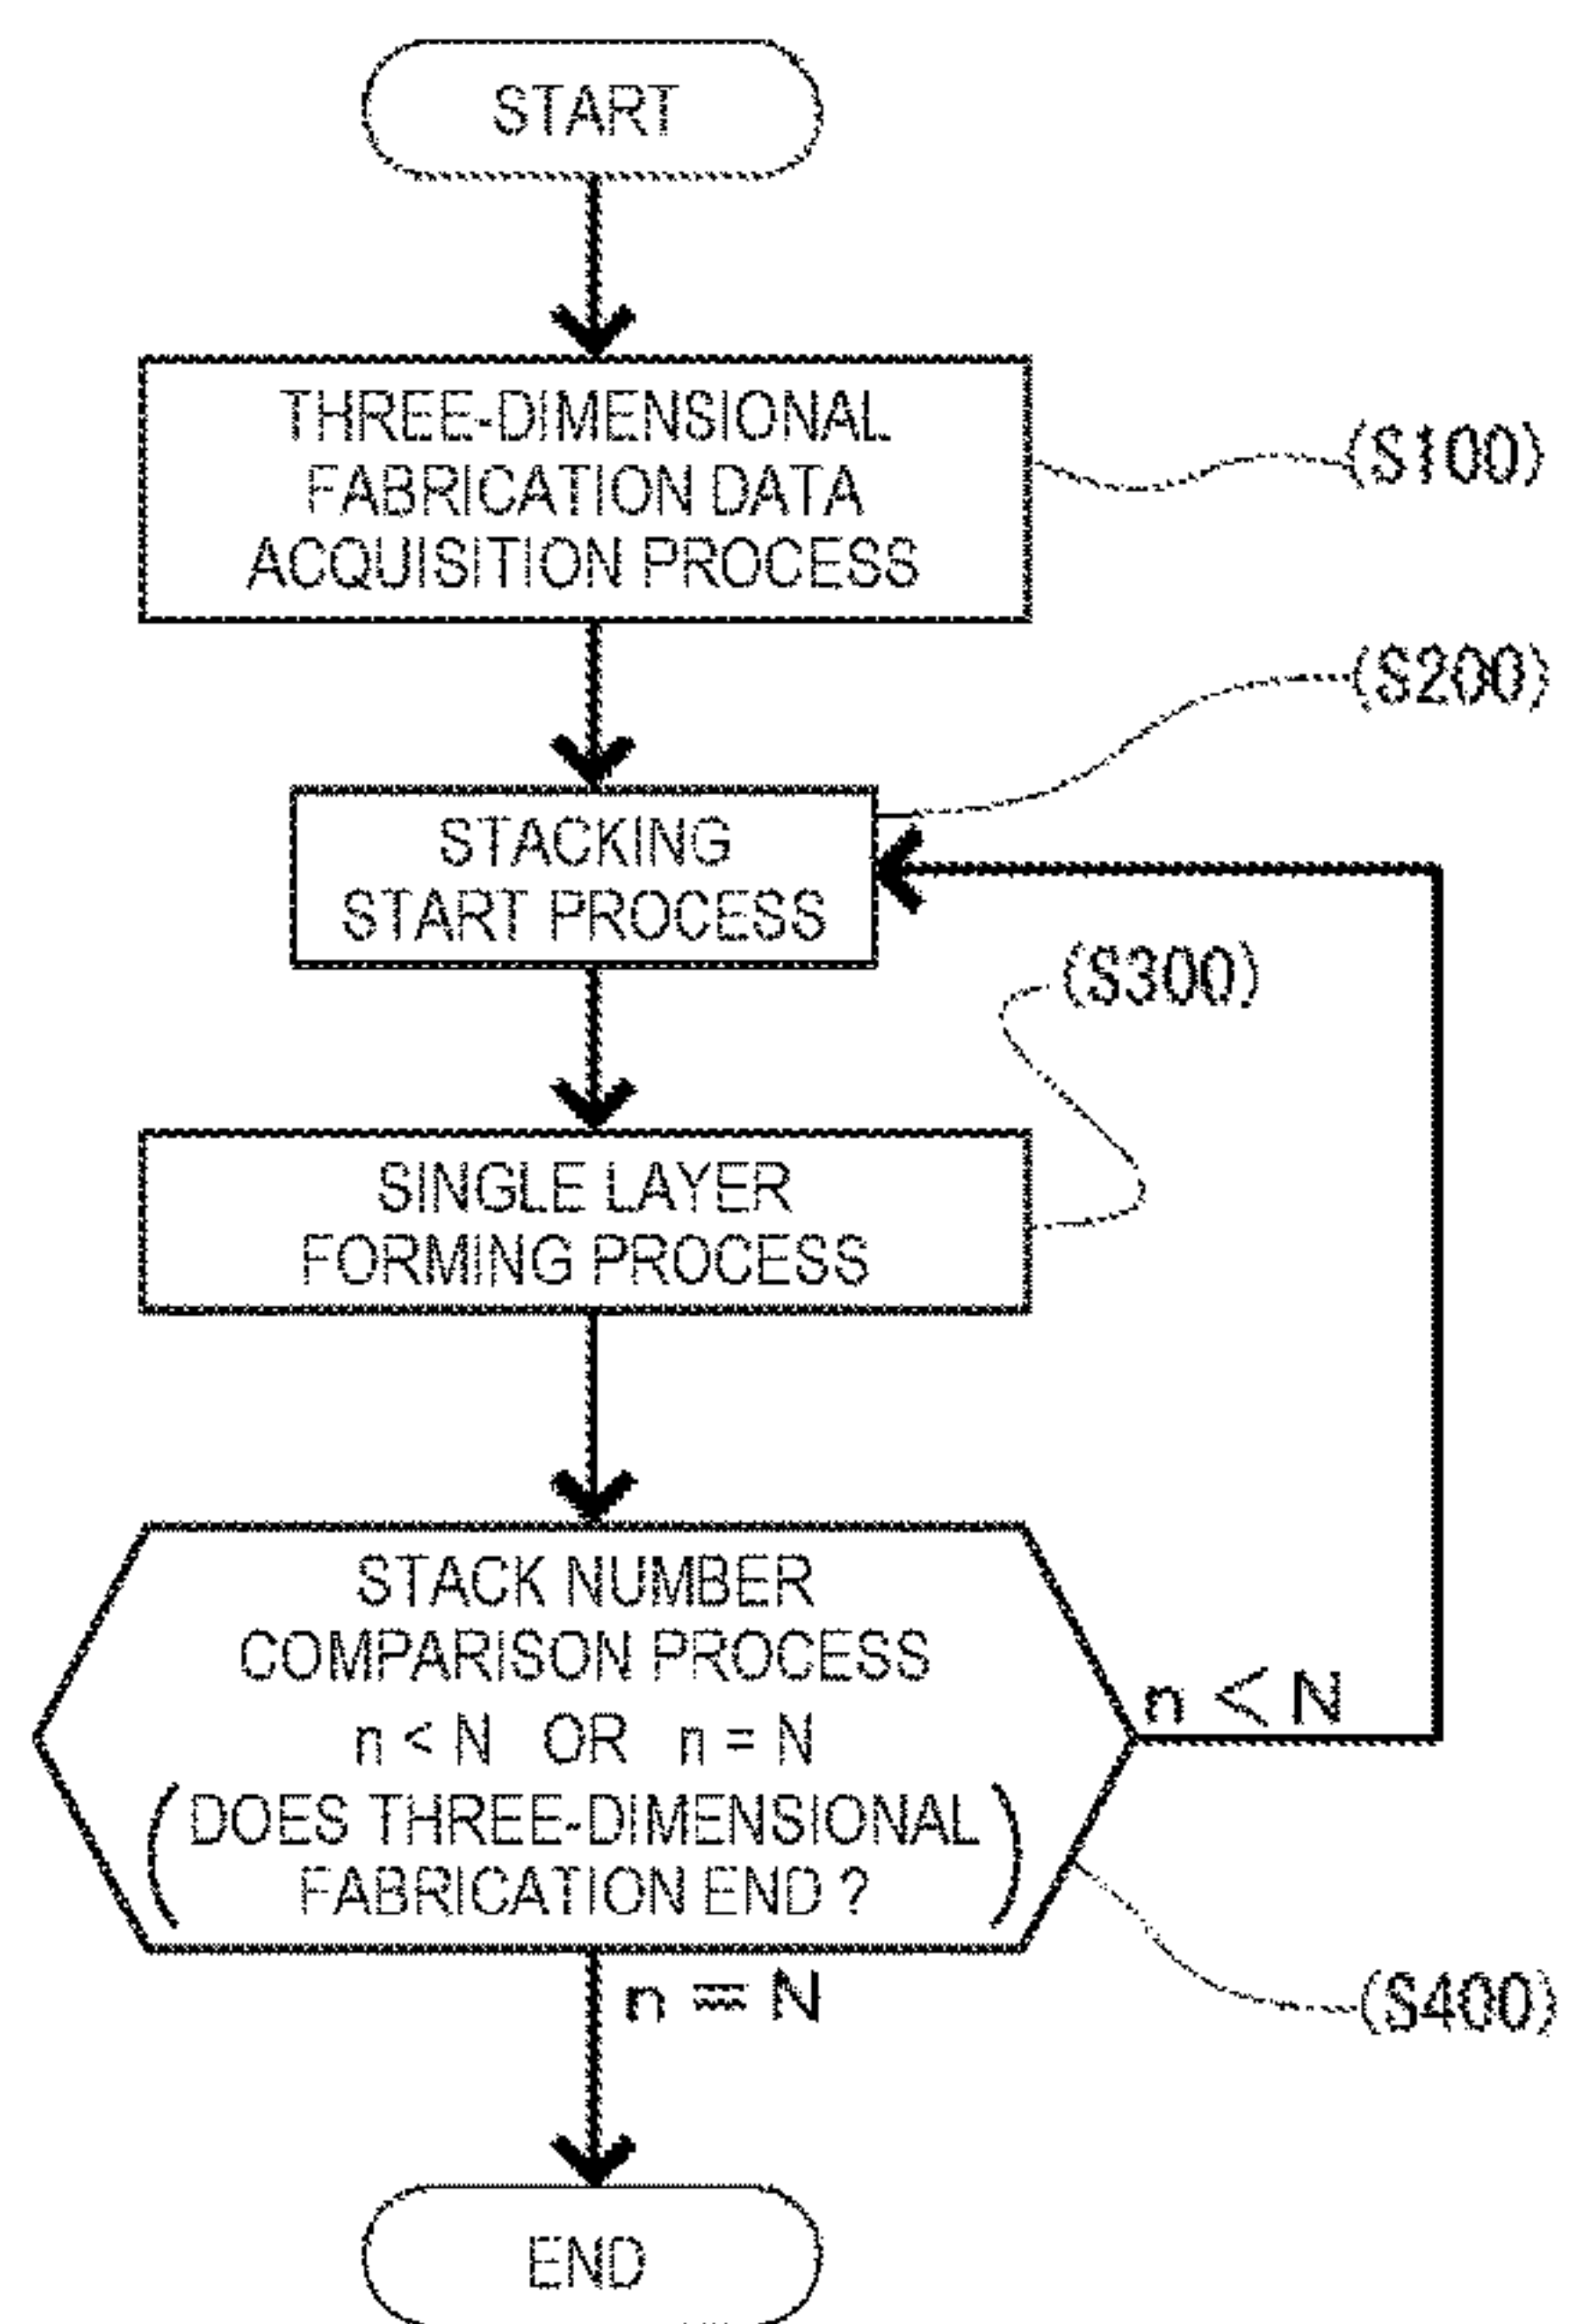 START
THREE-DIMENSIONAL
FABRICATION DATA
ACQUISITION PROCESS
(S100)
(S200)
STACKING
START PROCESS
(S300)
SINGLE LAYER
FORMING PROCESS
STACK NUMBER
COMPARISON PROCESS
n < N OR n = N
(DOES THREE-DIMENSIONAL
FABRICATION END ?)
n < N
n = N
(S400)
END